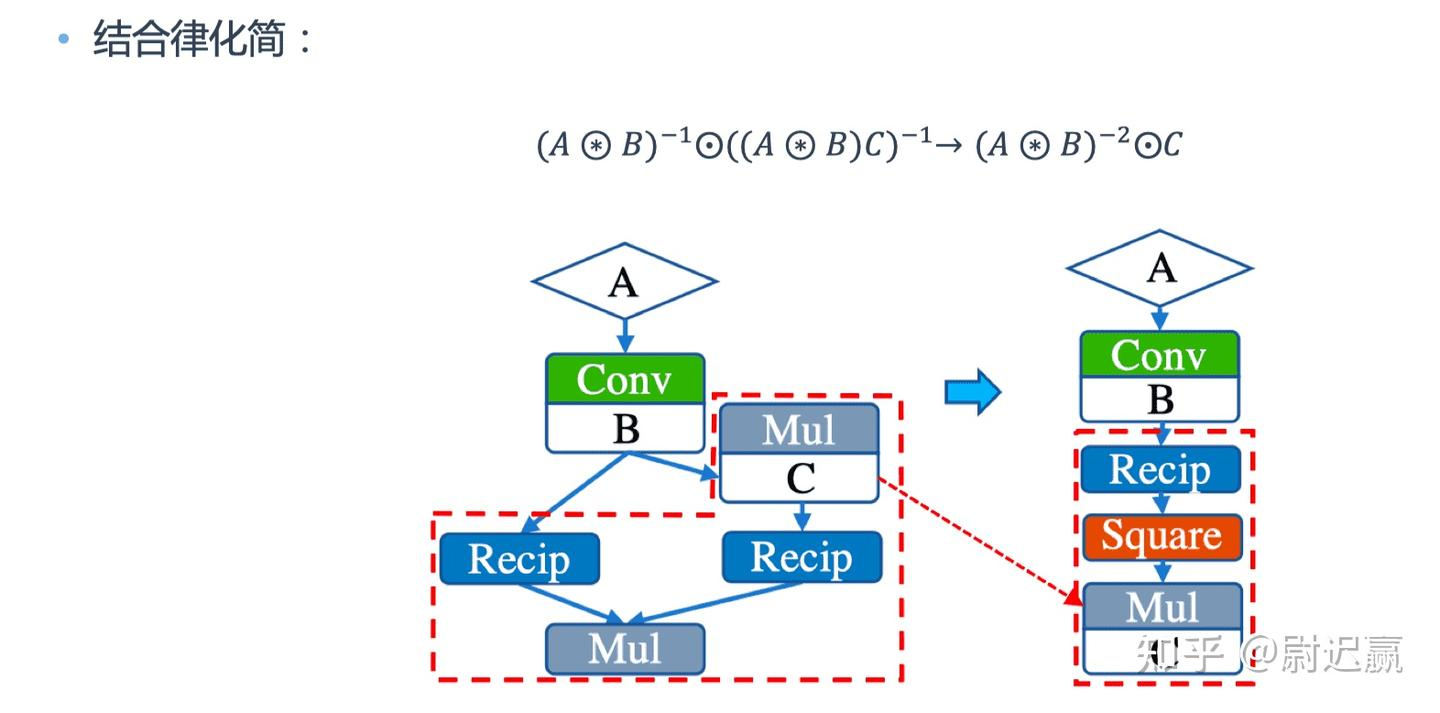 • 结合律化简：
(A ⊛ B)⁻¹⊙((A ⊛ B)C)⁻¹→ (A ⊛ B)⁻²⊙C
A
Conv
B
Mul
C
Recip
Recip
Mul
A
Conv
B
Recip
Square
Mul
C
知乎 @尉迟赢